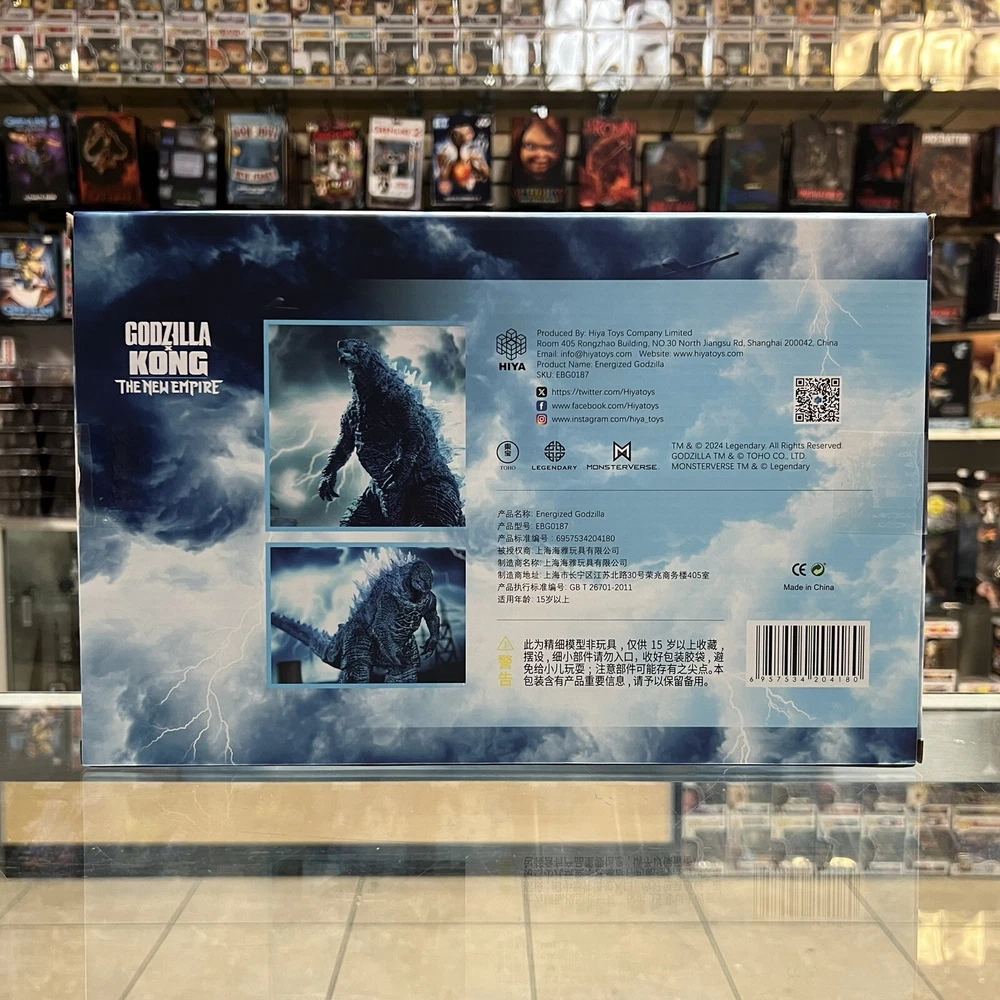 GODZILLA
x
KONG
THE NEW EMPIRE
HIYA
Produced By: Hiya Toys Company Limited
Room 405 Rongzhao Building, NO.30 North Jiangsu Rd, Shanghai 200042, China
Email: info@hiyatoys.com Website: www.hiyatoys.com
Product Name: Energized Godzilla
SKU: EBG0187
https://twitter.com/Hiyatoys
www.facebook.com/Hiyatoys
www.instagram.com/hiya_toys
TOHO
LEGENDARY
MONSTERVERSE
TM & © 2024 Legendary. All Rights Reserved.
GODZILLA TM & © TOHO CO., LTD.
MONSTERVERSE TM & © Legendary
产品名称: Energized Godzilla
产品型号: EBG0187
产品标准编号: 6957534204180
被授权商: 上海海雅玩具有限公司
制造商名称: 上海海雅玩具有限公司
制造商地址: 上海市长宁区江苏北路30号荣兆商务楼405室
产品执行标准编号: GB T 26701-2011
适用年龄: 15岁以上
CE
Made in China
警告
此为精细模型非玩具，仅供 15 岁以上收藏，
摆设，细小部件请勿入口，收好包装胶袋，避
免给小儿玩耍；注意部件可能存有之尖点。本
包装含有产品重要信息，请予以保留备用。
6 957534 204180